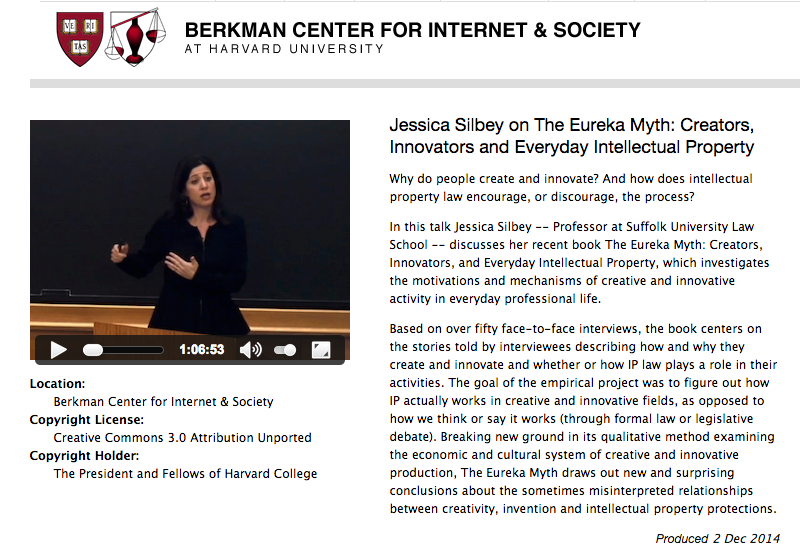 VE RI
TAS
BERKMAN CENTER FOR INTERNET & SOCIETY
AT HARVARD UNIVERSITY
1:06:53
Location:
Berkman Center for Internet & Society
Copyright License:
Creative Commons 3.0 Attribution Unported
Copyright Holder:
The President and Fellows of Harvard College
Jessica Silbey on The Eureka Myth: Creators,
Innovators and Everyday Intellectual Property
Why do people create and innovate? And how does intellectual
property law encourage, or discourage, the process?
In this talk Jessica Silbey -- Professor at Suffolk University Law
School -- discusses her recent book The Eureka Myth: Creators,
Innovators, and Everyday Intellectual Property, which investigates
the motivations and mechanisms of creative and innovative
activity in everyday professional life.
Based on over fifty face-to-face interviews, the book centers on
the stories told by interviewees describing how and why they
create and innovate and whether or how IP law plays a role in their
activities. The goal of the empirical project was to figure out how
IP actually works in creative and innovative fields, as opposed to
how we think or say it works (through formal law or legislative
debate). Breaking new ground in its qualitative method examining
the economic and cultural system of creative and innovative
production, The Eureka Myth draws out new and surprising
conclusions about the sometimes misinterpreted relationships
between creativity, invention and intellectual property protections.
Produced 2 Dec 2014